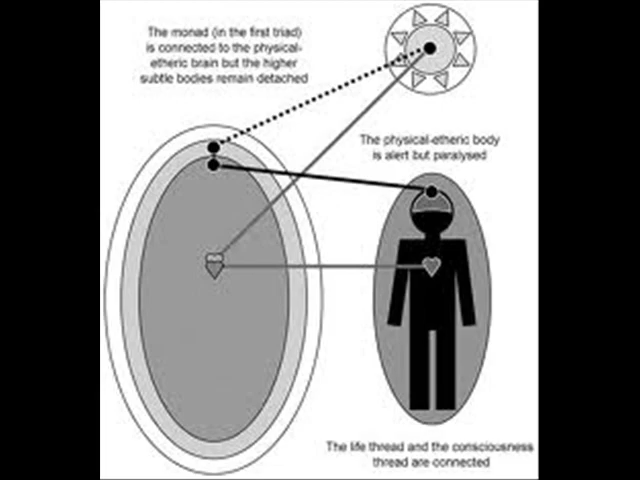 The monad (in the first triad)
is connected to the physical-
etheric brain but the higher
subtle bodies remain detached
The physical-etheric body
is alert but paralysed
The life thread and the consciousness
thread are connected